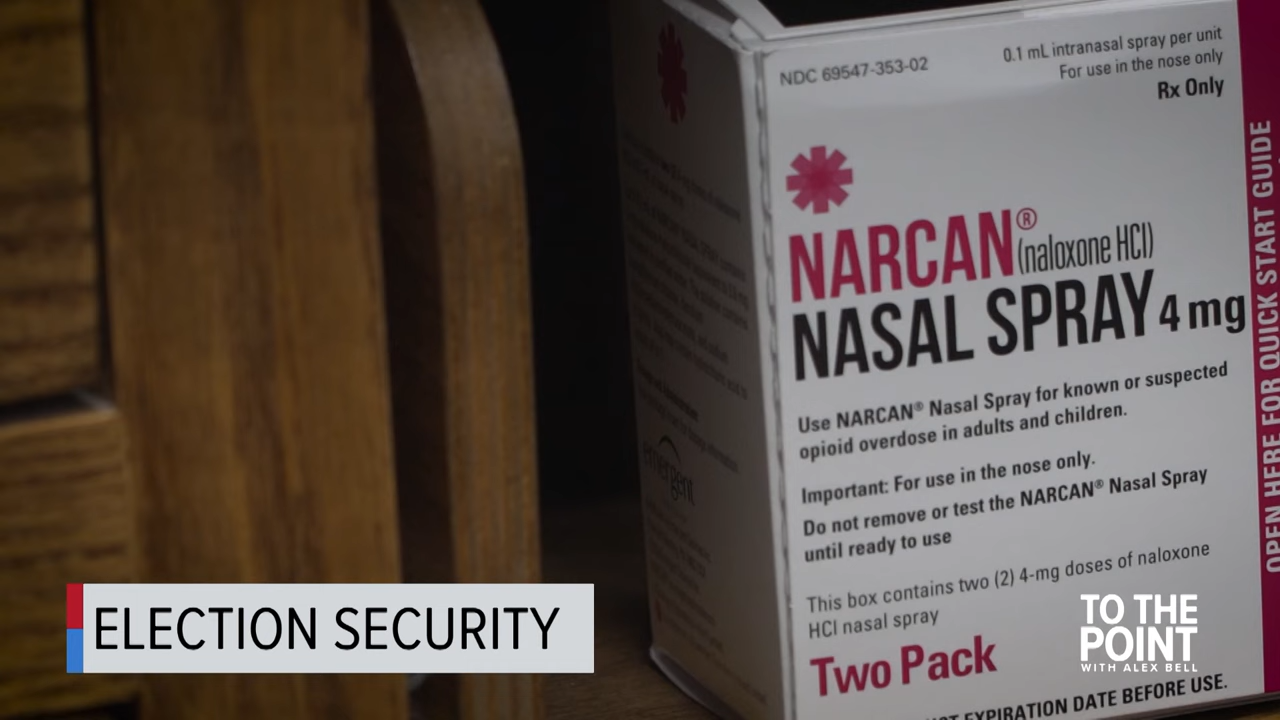 NDC 69547-353-02
0.1 mL intranasal spray per unit
For use in the nose only
Rx Only
NARCAN® (naloxone HCl)
NASAL SPRAY 4 mg
Use NARCAN® Nasal Spray for known or suspected
opioid overdose in adults and children.
Important: For use in the nose only.
Do not remove or test the NARCAN® Nasal Spray
until ready to use
This box contains two (2) 4-mg doses of naloxone
HCl nasal spray
Two Pack
EXPIRATION DATE BEFORE USE.
OPEN HERE FOR QUICK START GUIDE
emergent
ELECTION SECURITY
TO THE
POINT
WITH ALEX BELL